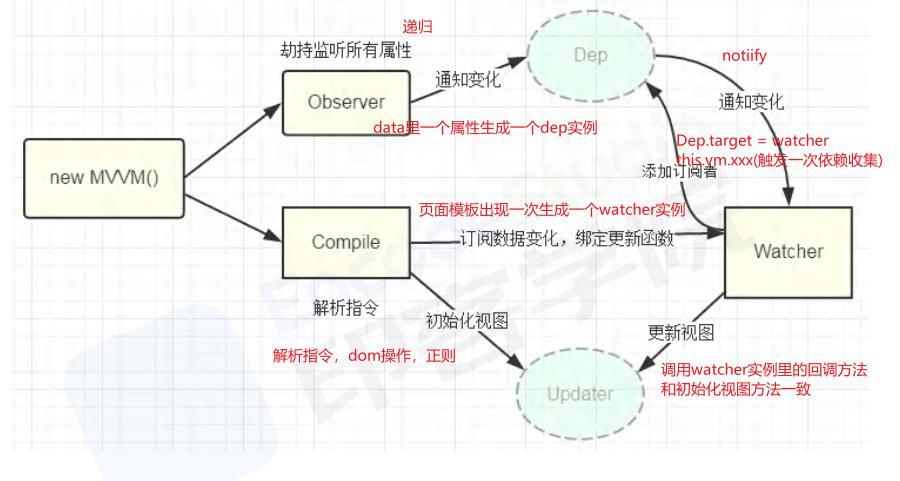 递归
劫持监听所有属性
Dep
notiify
Observer
通知变化
通知变化
data里一个属性生成一个dep实例
Dep.target = watcher
this.vm.xxx(触发一次依赖收集)
添加订阅者
new MVVM()
页面模板出现一次生成一个watcher实例
Compile
订阅数据变化，绑定更新函数
Watcher
解析指令
初始化视图
更新视图
解析指令，dom操作，正则
调用watcher实例里的回调方法
和初始化视图方法一致
Updater
印客学院